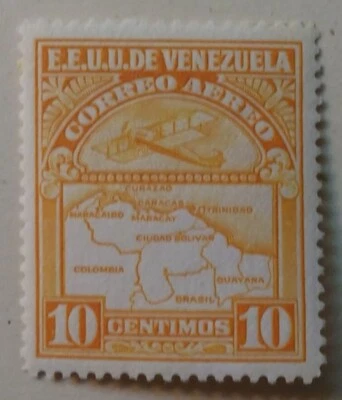 E.E.U.U. DE VENEZUELA
CORREO AEREO
CURAZAO
CARACAS
TRINIDAD
MARACAIBO
MARACAY
CIUDAD BOLIVAR
COLOMBIA
GUAYANA
BRASIL
10 CENTIMOS 10